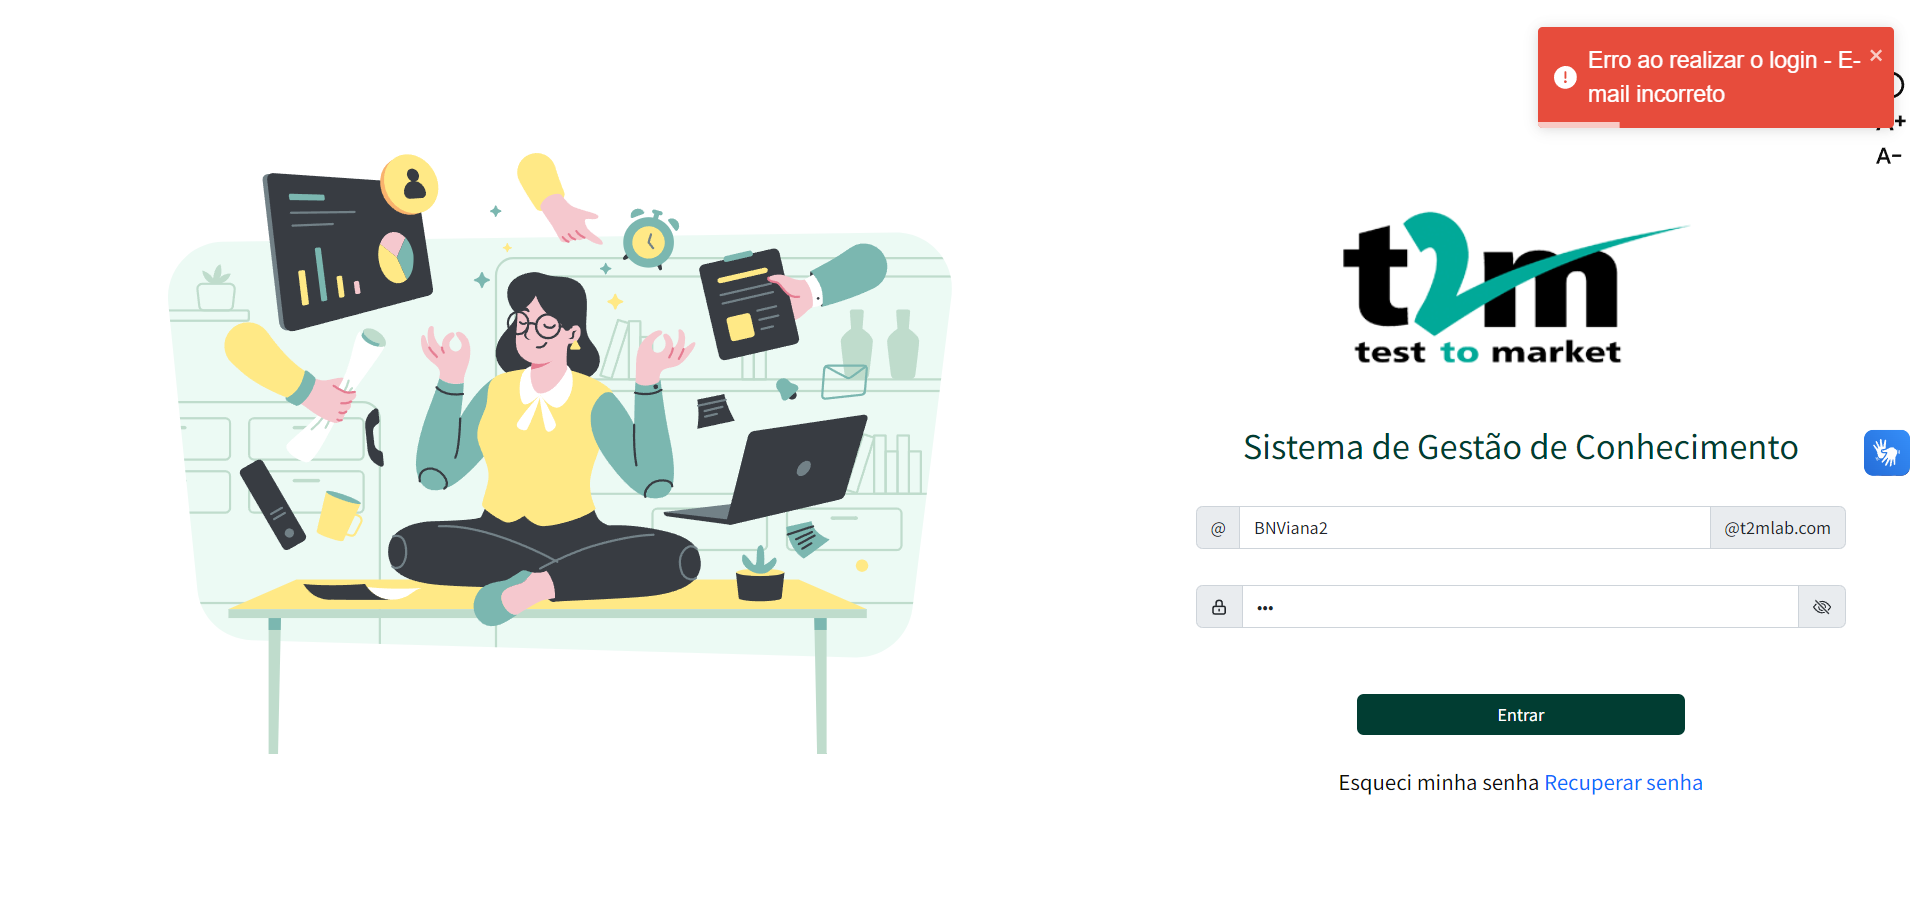 Erro ao realizar o login - E-
mail incorreto
A+
A-
t2m
test to market
Sistema de Gestão de Conhecimento
@ BNViana2 @t2mlab.com
•••
Entrar
Esqueci minha senha Recuperar senha